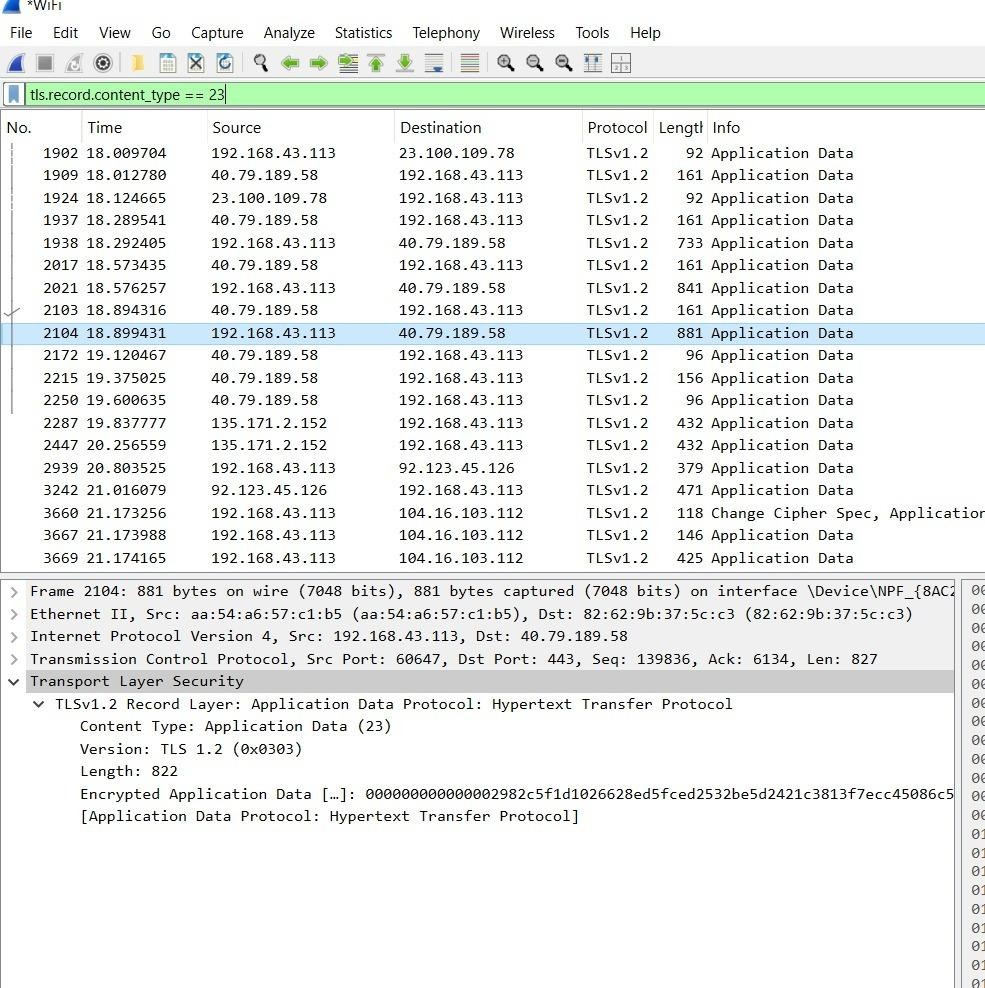 *WiFi
File Edit View Go Capture Analyze Statistics Telephony Wireless Tools Help
tls.record.content_type == 23
No. Time Source Destination Protocol Length Info
1902 18.009704 192.168.43.113 23.100.109.78 TLSv1.2 92 Application Data
1909 18.012780 40.79.189.58 192.168.43.113 TLSv1.2 161 Application Data
1924 18.124665 23.100.109.78 192.168.43.113 TLSv1.2 92 Application Data
1937 18.289541 40.79.189.58 192.168.43.113 TLSv1.2 161 Application Data
1938 18.292405 192.168.43.113 40.79.189.58 TLSv1.2 733 Application Data
2017 18.573435 40.79.189.58 192.168.43.113 TLSv1.2 161 Application Data
2021 18.576257 192.168.43.113 40.79.189.58 TLSv1.2 841 Application Data
2103 18.894316 40.79.189.58 192.168.43.113 TLSv1.2 161 Application Data
2104 18.899431 192.168.43.113 40.79.189.58 TLSv1.2 881 Application Data
2172 19.120467 40.79.189.58 192.168.43.113 TLSv1.2 96 Application Data
2215 19.375025 40.79.189.58 192.168.43.113 TLSv1.2 156 Application Data
2250 19.600635 40.79.189.58 192.168.43.113 TLSv1.2 96 Application Data
2287 19.837777 135.171.2.152 192.168.43.113 TLSv1.2 432 Application Data
2447 20.256559 135.171.2.152 192.168.43.113 TLSv1.2 432 Application Data
2939 20.803525 192.168.43.113 92.123.45.126 TLSv1.2 379 Application Data
3242 21.016079 92.123.45.126 192.168.43.113 TLSv1.2 471 Application Data
3660 21.173256 192.168.43.113 104.16.103.112 TLSv1.2 118 Change Cipher Spec, Application
3667 21.173988 192.168.43.113 104.16.103.112 TLSv1.2 146 Application Data
3669 21.174165 192.168.43.113 104.16.103.112 TLSv1.2 425 Application Data
Frame 2104: 881 bytes on wire (7048 bits), 881 bytes captured (7048 bits) on interface \Device\NPF_{8AC2
Ethernet II, Src: aa:54:a6:57:c1:b5 (aa:54:a6:57:c1:b5), Dst: 82:62:9b:37:5c:c3 (82:62:9b:37:5c:c3)
Internet Protocol Version 4, Src: 192.168.43.113, Dst: 40.79.189.58
Transmission Control Protocol, Src Port: 60647, Dst Port: 443, Seq: 139836, Ack: 6134, Len: 827
Transport Layer Security
TLSv1.2 Record Layer: Application Data Protocol: Hypertext Transfer Protocol
Content Type: Application Data (23)
Version: TLS 1.2 (0x0303)
Length: 822
Encrypted Application Data […]: 000000000000002982c5f1d1026628ed5fced2532be5d2421c3813f7ecc45086c5
[Application Data Protocol: Hypertext Transfer Protocol]